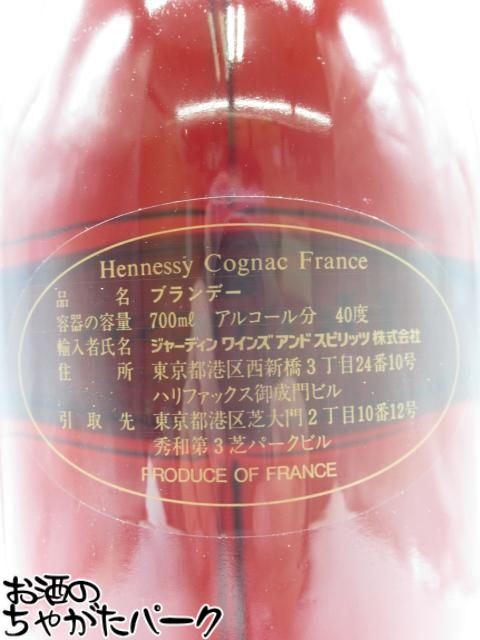 Hennessy Cognac France
品名 ブランデー
容器の容量 700ml アルコール分 40度
輸入者氏名 ジャーディン ワインズ アンド スピリッツ 株式会社
住所 東京都港区西新橋3丁目24番10号
ハリファックス御成門ビル
引取先 東京都港区芝大門2丁目10番12号
秀和第3芝パークビル
PRODUCE OF FRANCE
お酒の
ちゃがたパーク